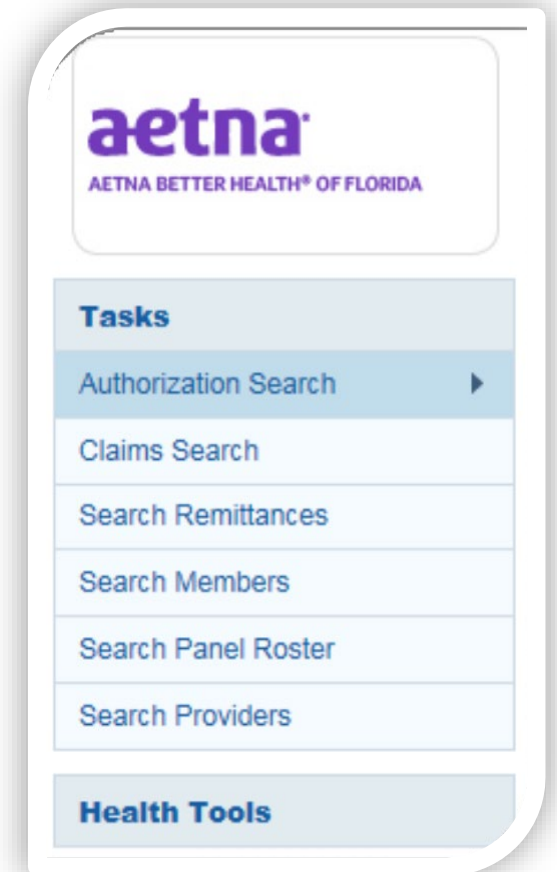 aetna
AETNA BETTER HEALTH® OF FLORIDA
Tasks
Authorization Search
Claims Search
Search Remittances
Search Members
Search Panel Roster
Search Providers
Health Tools